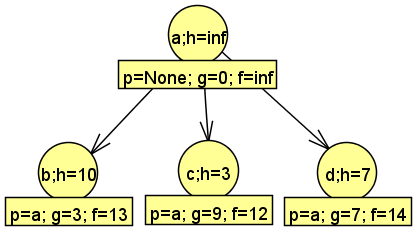 a;h=inf
p=None; g=0; f=inf
b;h=10
p=a; g=3; f=13
c;h=3
p=a; g=9; f=12
d;h=7
p=a; g=7; f=14